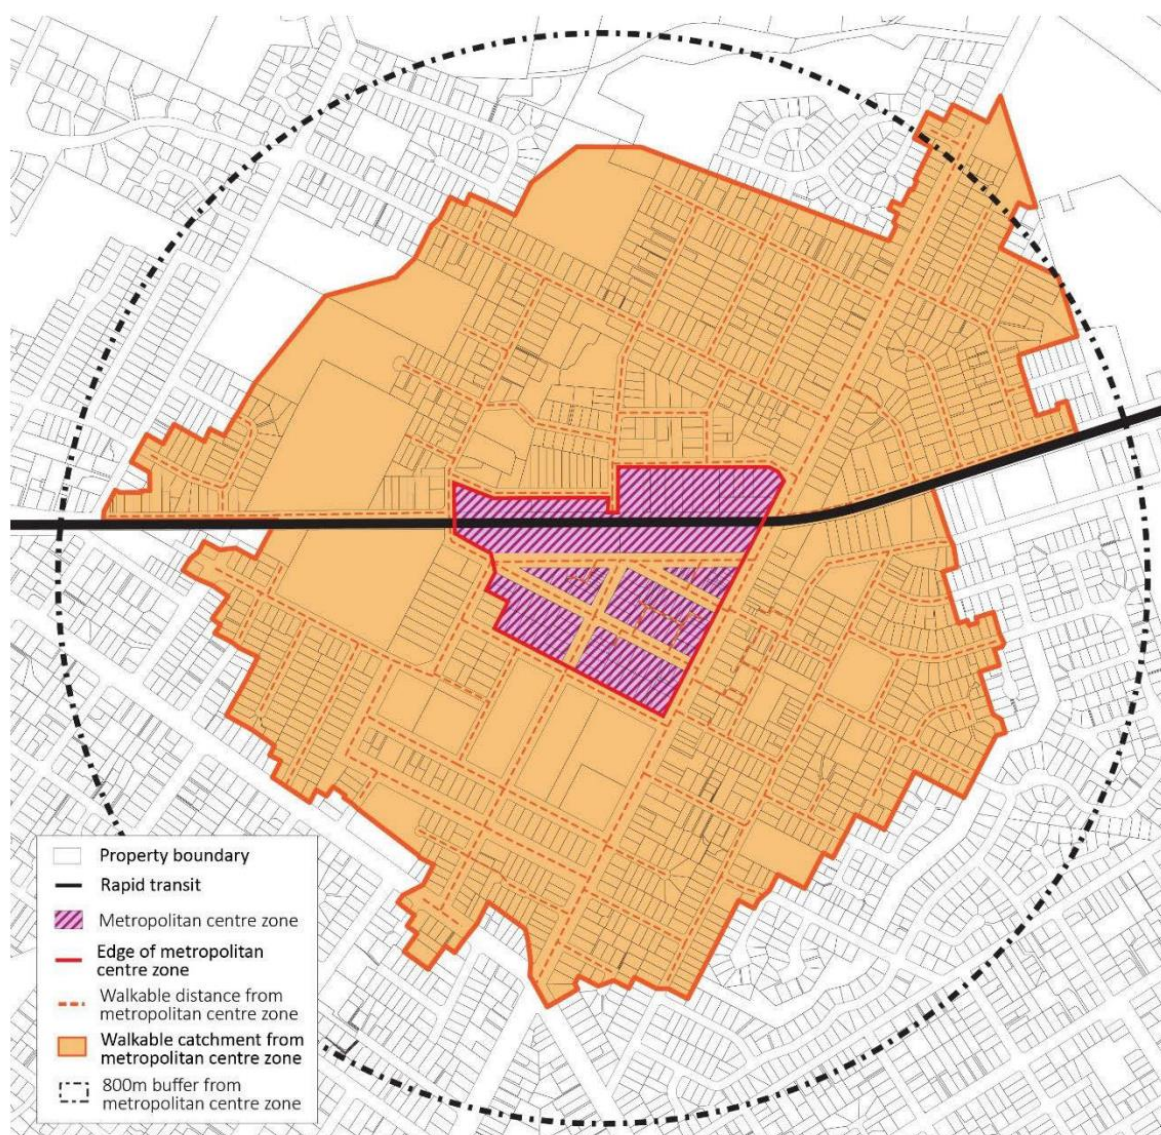 Property boundary
Rapid transit
Metropolitan centre zone
Edge of metropolitan
centre zone
Walkable distance from
metropolitan centre zone
Walkable catchment from
metropolitan centre zone
800m buffer from
metropolitan centre zone